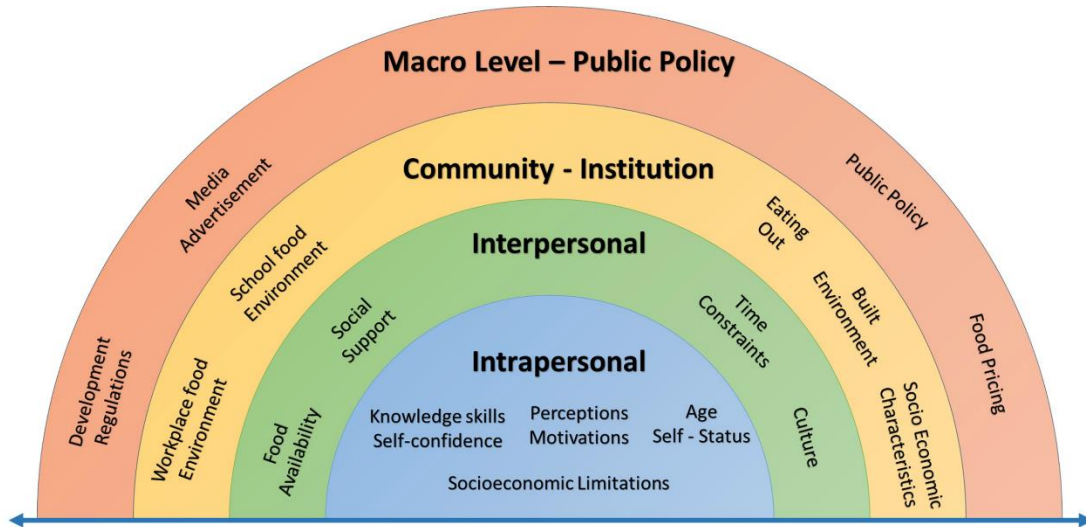 Macro Level – Public Policy
Media
Advertisement
Development
Regulations
Public Policy
Food Pricing
Community - Institution
School food
Environment
Workplace food
Environment
Eating
Out
Built
Environment
Socio Economic
Characteristics
Interpersonal
Social
Support
Food
Availability
Time
Constraints
Culture
Intrapersonal
Knowledge skills
Self-confidence
Perceptions
Motivations
Age
Self - Status
Socioeconomic Limitations